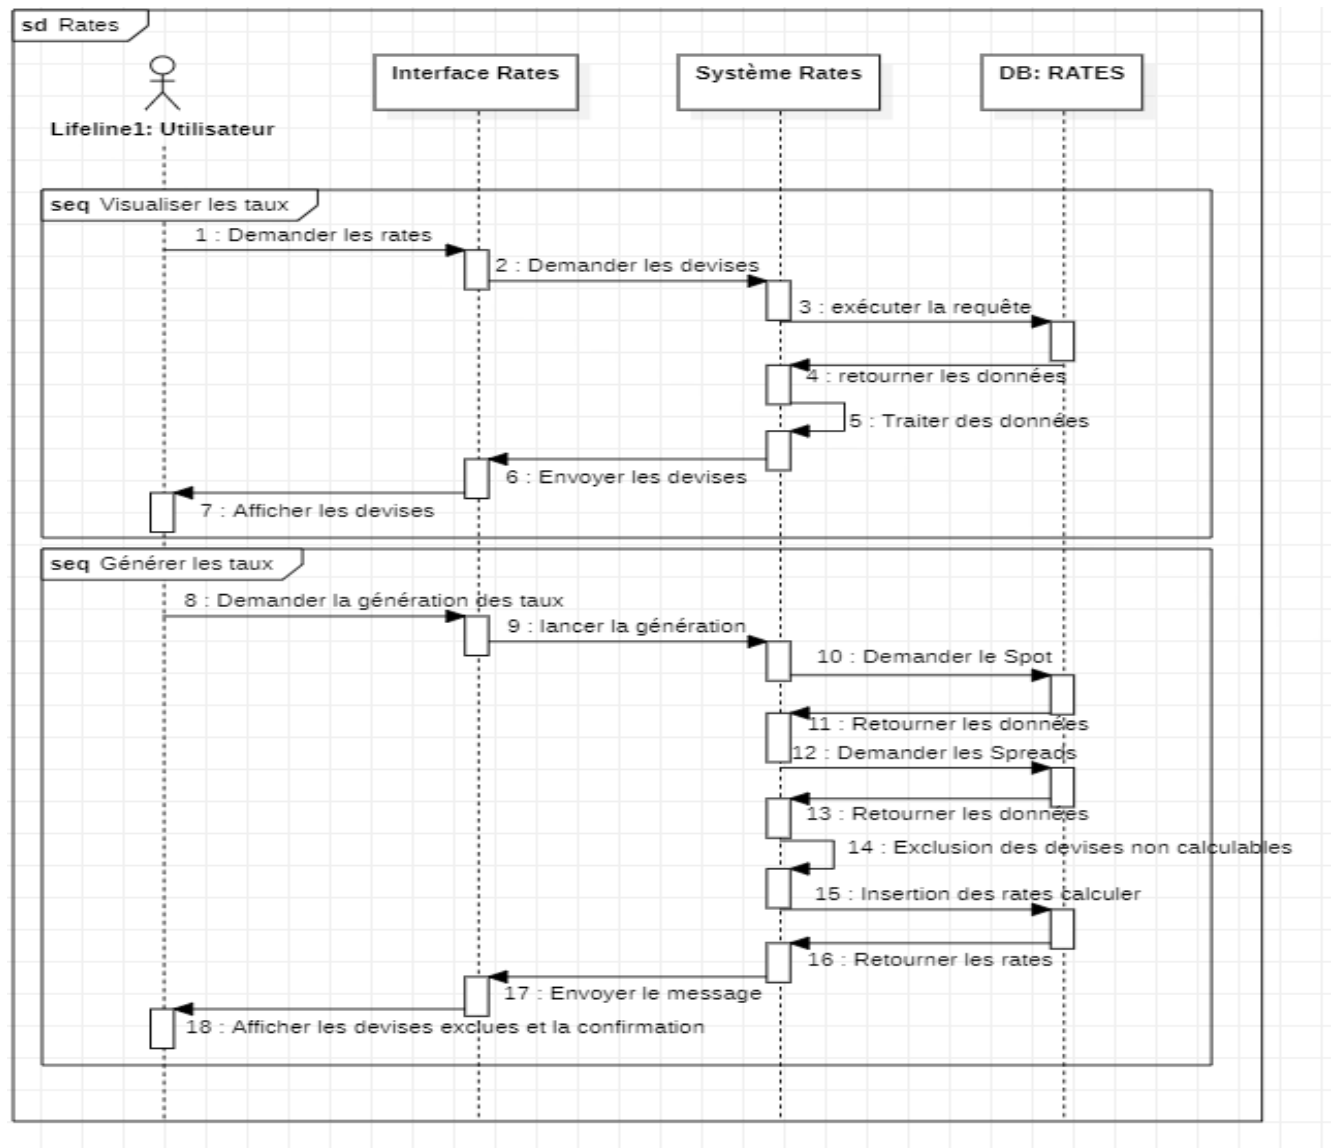 sd Rates
Interface Rates
Système Rates
DB: RATES
Lifeline1: Utilisateur
seq Visualiser les taux
1 : Demander les rates
2 : Demander les devises
3 : exécuter la requête
4 : retourner les données
5 : Traiter des données
6 : Envoyer les devises
7 : Afficher les devises
seq Générer les taux
8 : Demander la génération des taux
9 : lancer la génération
10 : Demander le Spot
11 : Retourner les données
12 : Demander les Spreads
13 : Retourner les données
14 : Exclusion des devises non calculables
15 : Insertion des rates calculer
16 : Retourner les rates
17 : Envoyer le message
18 : Afficher les devises exclues et la confirmation